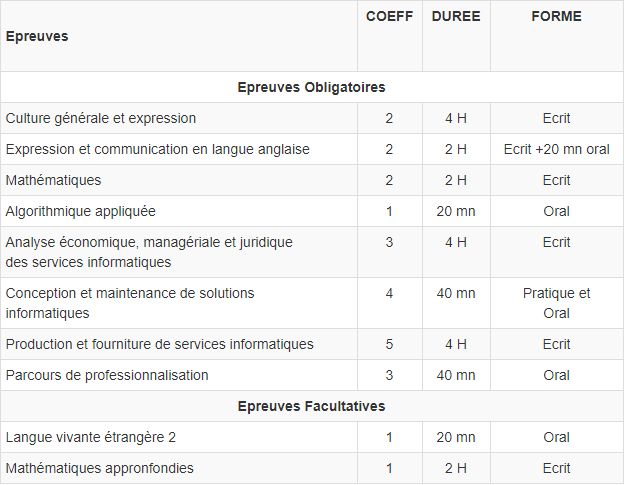 Epreuves COEFF DUREE FORME
Epreuves Obligatoires
Culture générale et expression 2 4 H Ecrit
Expression et communication en langue anglaise 2 2 H Ecrit +20 mn oral
Mathématiques 2 2 H Ecrit
Algorithmique appliquée 1 20 mn Oral
Analyse économique, managériale et juridique 3 4 H Ecrit
des services informatiques
Conception et maintenance de solutions 4 40 mn Pratique et
informatiques Oral
Production et fourniture de services informatiques 5 4 H Ecrit
Parcours de professionnalisation 3 40 mn Oral
Epreuves Facultatives
Langue vivante étrangère 2 1 20 mn Oral
Mathématiques appronfondies 1 2 H Ecrit